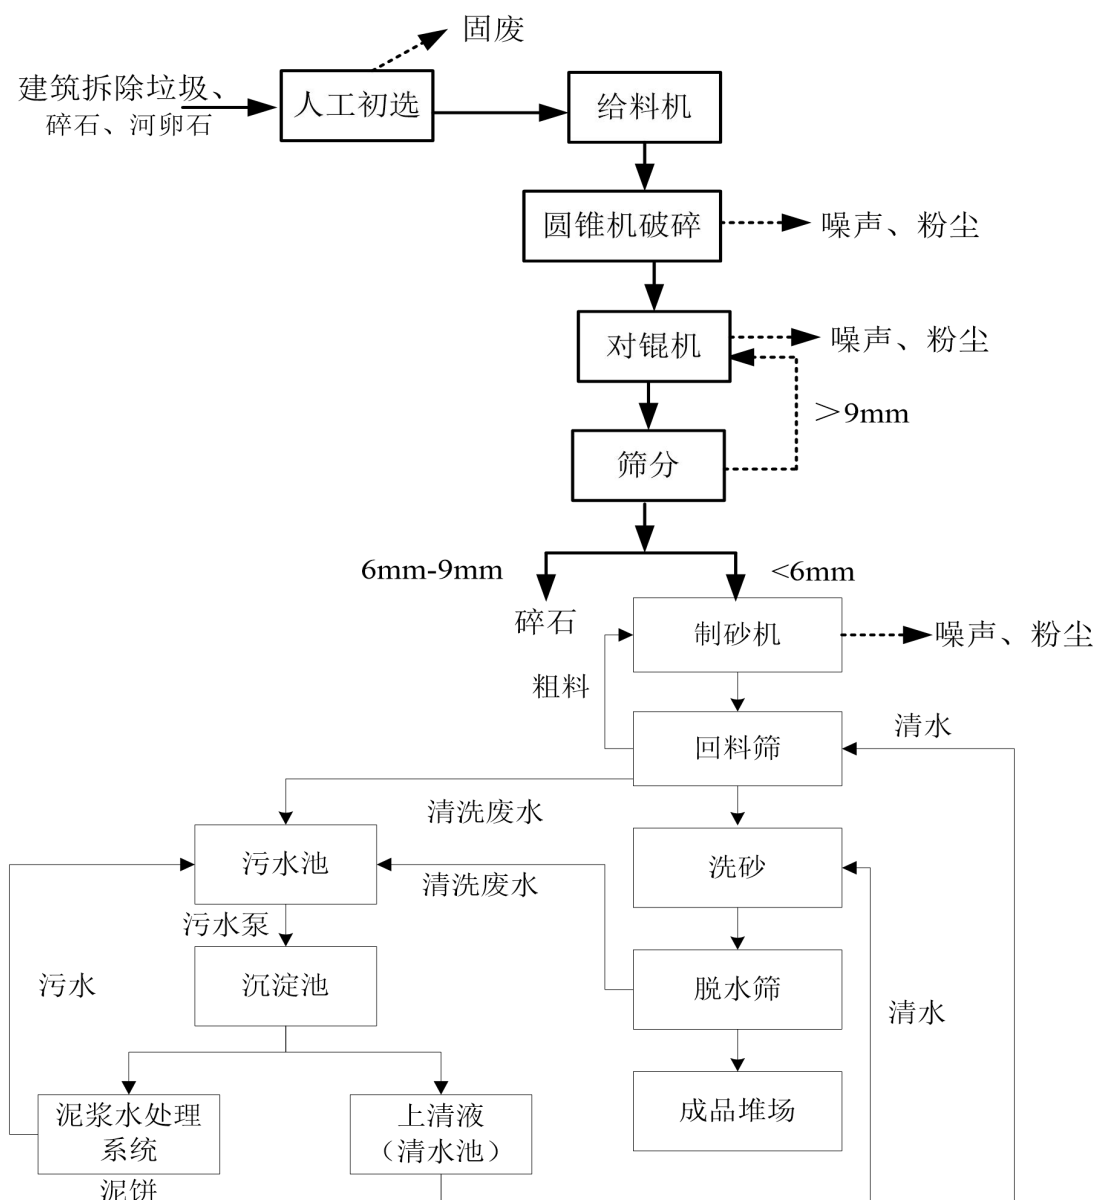 固废
建筑拆除垃圾、
碎石、河卵石
人工初选
给料机
圆锥机破碎
噪声、粉尘
对锟机
噪声、粉尘
＞9mm
筛分
6mm-9mm
<6mm
碎石
制砂机
噪声、粉尘
粗料
回料筛
清水
清洗废水
污水池
洗砂
清洗废水
污水泵
污水
沉淀池
脱水筛
清水
泥浆水处理
系统
上清液
（清水池）
成品堆场
泥饼